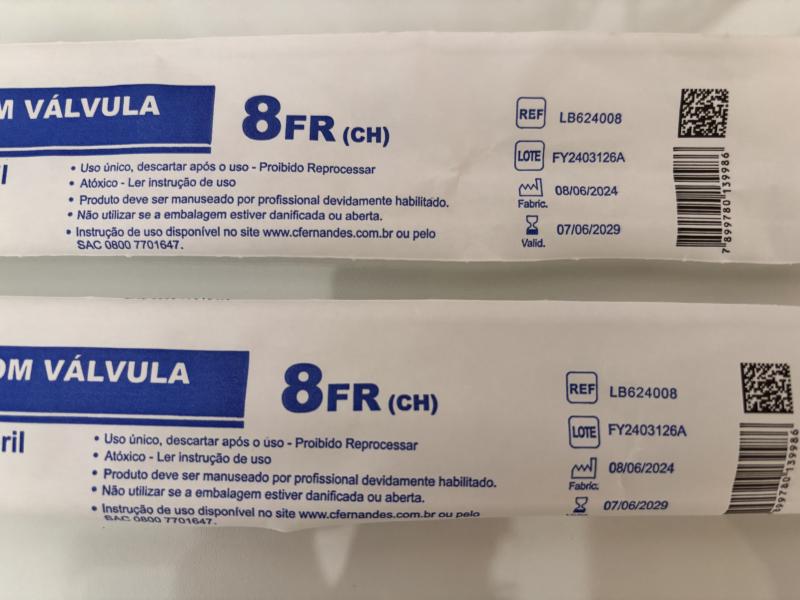 M VÁLVULA
8FR (CH)
• Uso único, descartar após o uso - Proibido Reprocessar
• Atóxico - Ler instrução de uso
• Produto deve ser manuseado por profissional devidamente habilitado.
• Não utilizar se a embalagem estiver danificada ou aberta.
• Instrução de uso disponível no site www.cfernandes.com.br ou pelo
SAC 0800 7701647.
REF LB624008
LOTE FY2403126A
08/06/2024
Fabric.
07/06/2029
Valid.
7 899780 139986
OM VÁLVULA
ril
8FR (CH)
• Uso único, descartar após o uso - Proibido Reprocessar
• Atóxico - Ler instrução de uso
• Produto deve ser manuseado por profissional devidamente habilitado.
• Não utilizar se a embalagem estiver danificada ou aberta.
• Instrução de uso disponível no site www.cfernandes.com.br ou pelo
SAC 0800 7701647.
REF LB624008
LOTE FY2403126A
08/06/2024
Fabric.
07/06/2029
899780 139986